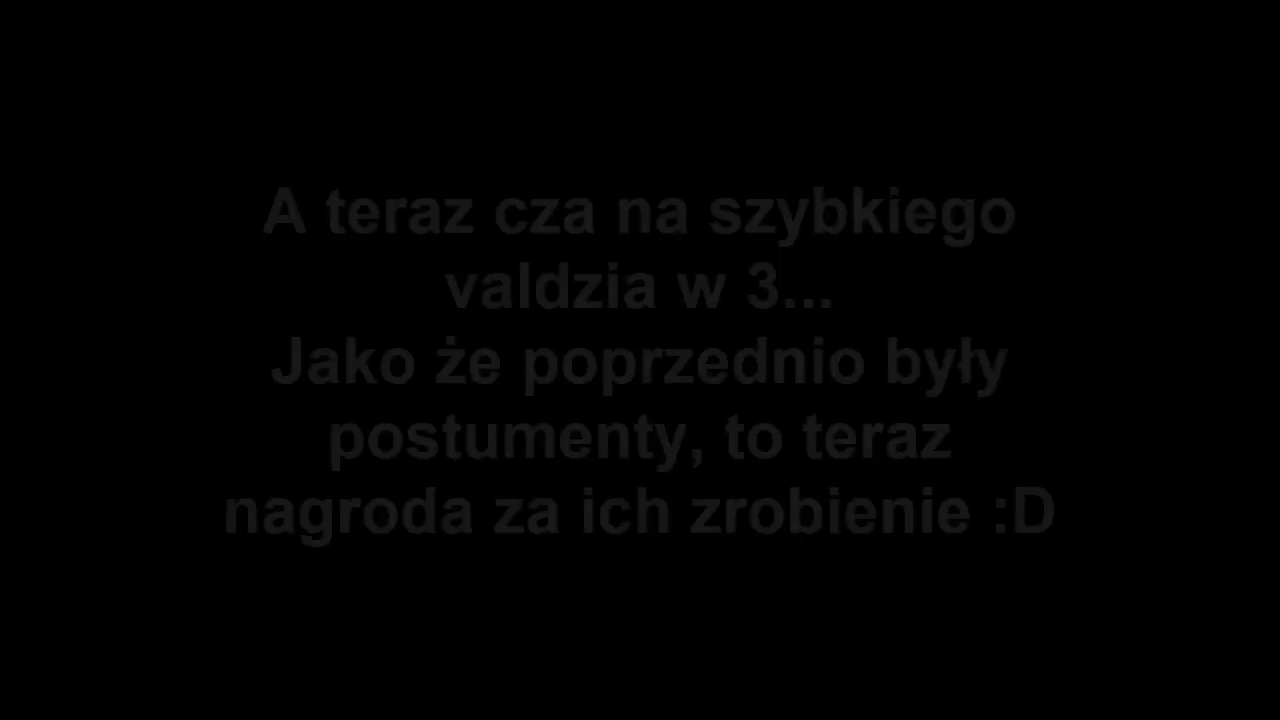 A teraz cza na szybkiego
valdzia w 3...
Jako że poprzednio były
postumenty, to teraz
nagroda za ich zrobienie :D